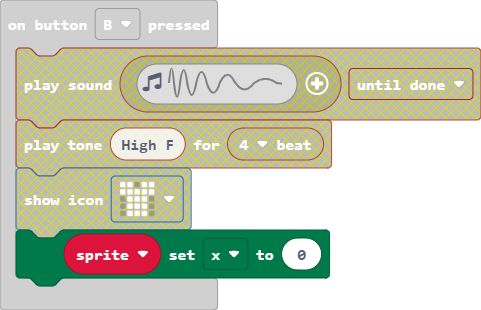 on button B pressed
play sound until done
play tone High F for 4 beat
show icon
sprite set x to 0